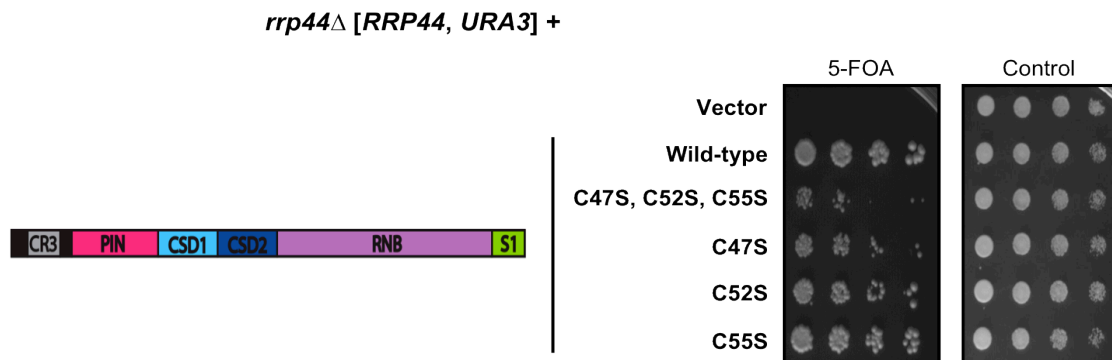 rrp44Δ [RRP44, URA3] +
5-FOA Control
Vector
Wild-type
C47S, C52S, C55S
C47S
C52S
C55S
CR3 PIN CSD1 CSD2 RNB S1